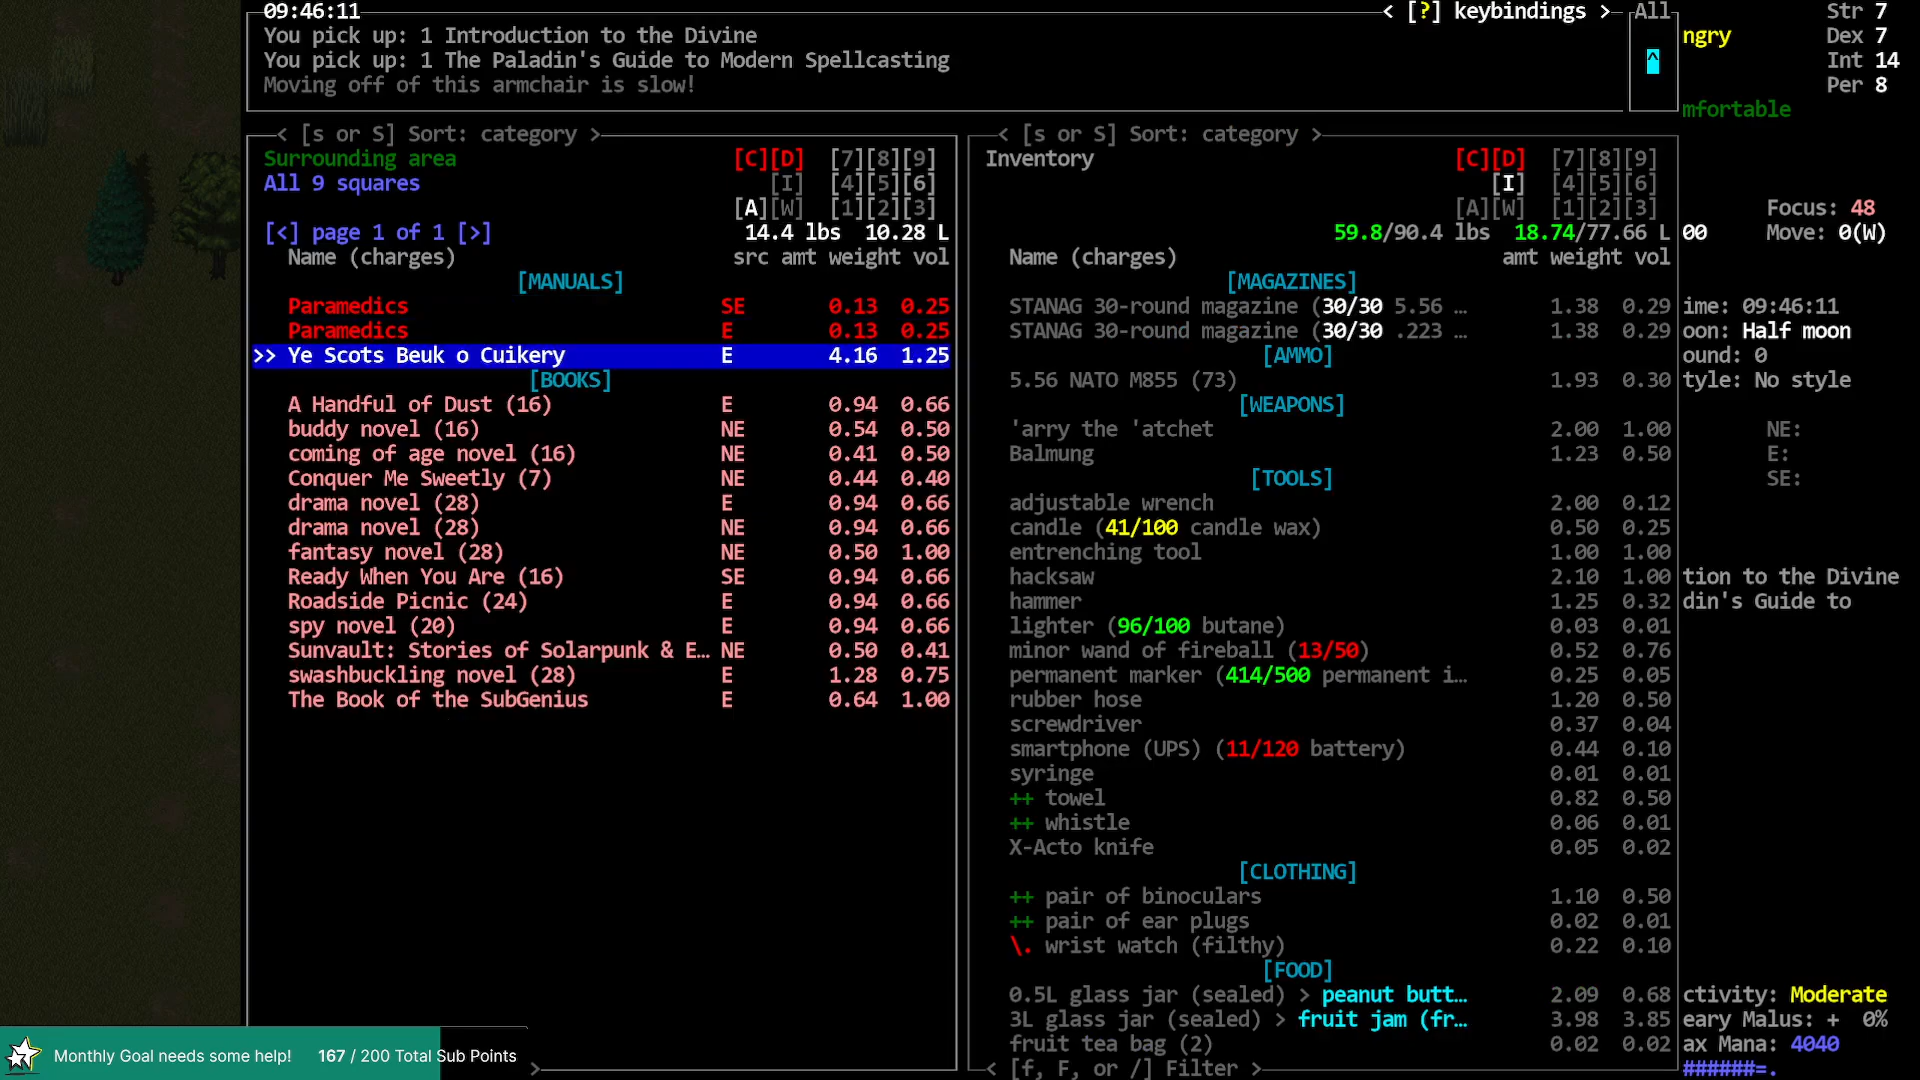 09:46:11
< [?] keybindings >
All
Str 7
You pick up: 1 Introduction to the Divine
ngry
Dex 7
You pick up: 1 The Paladin's Guide to Modern Spellcasting
^
Int 14
Moving off of this armchair is slow!
Per 8
mfortable
< [s or S] Sort: category >
< [s or S] Sort: category >
Surrounding area [C][D] [7][8][9]
Inventory [C][D] [7][8][9]
All 9 squares [I] [4][5][6]
[I] [4][5][6]
[A][W] [1][2][3]
[A][W] [1][2][3]
Focus: 48
[<] page 1 of 1 [>] 14.4 lbs 10.28 L
59.8/90.4 lbs 18.74/77.66 L
00 Move: 0(W)
Name (charges) src amt weight vol
Name (charges) amt weight vol
[MANUALS]
[MAGAZINES]
Paramedics SE 0.13 0.25
STANAG 30-round magazine (30/30 5.56 … 1.38 0.29
ime: 09:46:11
Paramedics E 0.13 0.25
STANAG 30-round magazine (30/30 .223 … 1.38 0.29
oon: Half moon
>> Ye Scots Beuk o Cuikery E 4.16 1.25
[AMMO]
ound: 0
[BOOKS]
5.56 NATO M855 (73) 1.93 0.30
tyle: No style
A Handful of Dust (16) E 0.94 0.66
[WEAPONS]
buddy novel (16) NE 0.54 0.50
'arry the 'atchet 2.00 1.00
NE:
coming of age novel (16) NE 0.41 0.50
Balmung 1.23 0.50
E:
Conquer Me Sweetly (7) NE 0.44 0.40
[TOOLS]
SE:
drama novel (28) E 0.94 0.66
adjustable wrench 2.00 0.12
drama novel (28) NE 0.94 0.66
candle (41/100 candle wax) 0.50 0.25
fantasy novel (28) NE 0.50 1.00
entrenching tool 1.00 1.00
Ready When You Are (16) SE 0.94 0.66
hacksaw 2.10 1.00
tion to the Divine
Roadside Picnic (24) E 0.94 0.66
hammer 1.25 0.32
din's Guide to
spy novel (20) E 0.94 0.66
lighter (96/100 butane) 0.03 0.01
Sunvault: Stories of Solarpunk & E… NE 0.50 0.41
minor wand of fireball (13/50) 0.52 0.76
swashbuckling novel (28) E 1.28 0.75
permanent marker (414/500 permanent i… 0.25 0.05
The Book of the SubGenius E 0.64 1.00
rubber hose 1.20 0.50
screwdriver 0.37 0.04
smartphone (UPS) (11/120 battery) 0.44 0.10
syringe 0.01 0.01
++ towel 0.82 0.50
++ whistle 0.06 0.01
X-Acto knife 0.05 0.02
[CLOTHING]
++ pair of binoculars 1.10 0.50
++ pair of ear plugs 0.02 0.01
\. wrist watch (filthy) 0.22 0.10
[FOOD]
0.5L glass jar (sealed) > peanut butt… 2.09 0.68
ctivity: Moderate
3L glass jar (sealed) > fruit jam (fr… 3.98 3.85
eary Malus: + 0%
fruit tea bag (2) 0.02 0.02
ax Mana: 4040
Monthly Goal needs some help! 167 / 200 Total Sub Points
>
< [f, F, or /] Filter >
######=.